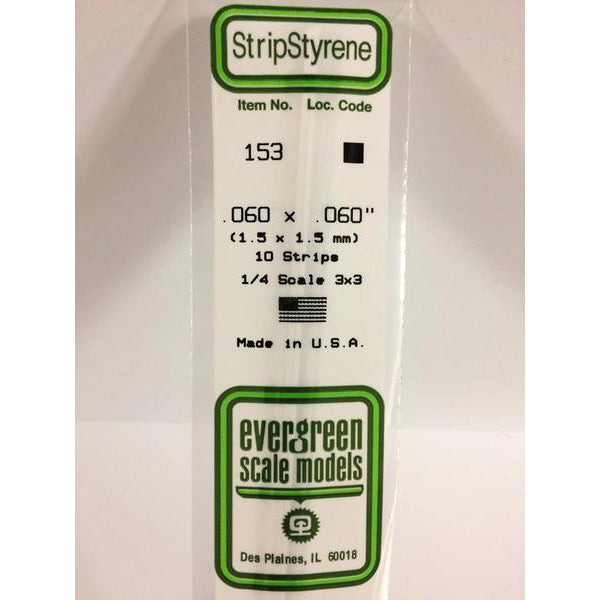 StripStyrene
Item No. Loc. Code
153
.060 x .060"
(1.5 x 1.5 mm)
10 Strips
1/4 Scale 3x3
Made in U.S.A.
evergreen
scale models
Des Plaines, IL 60018